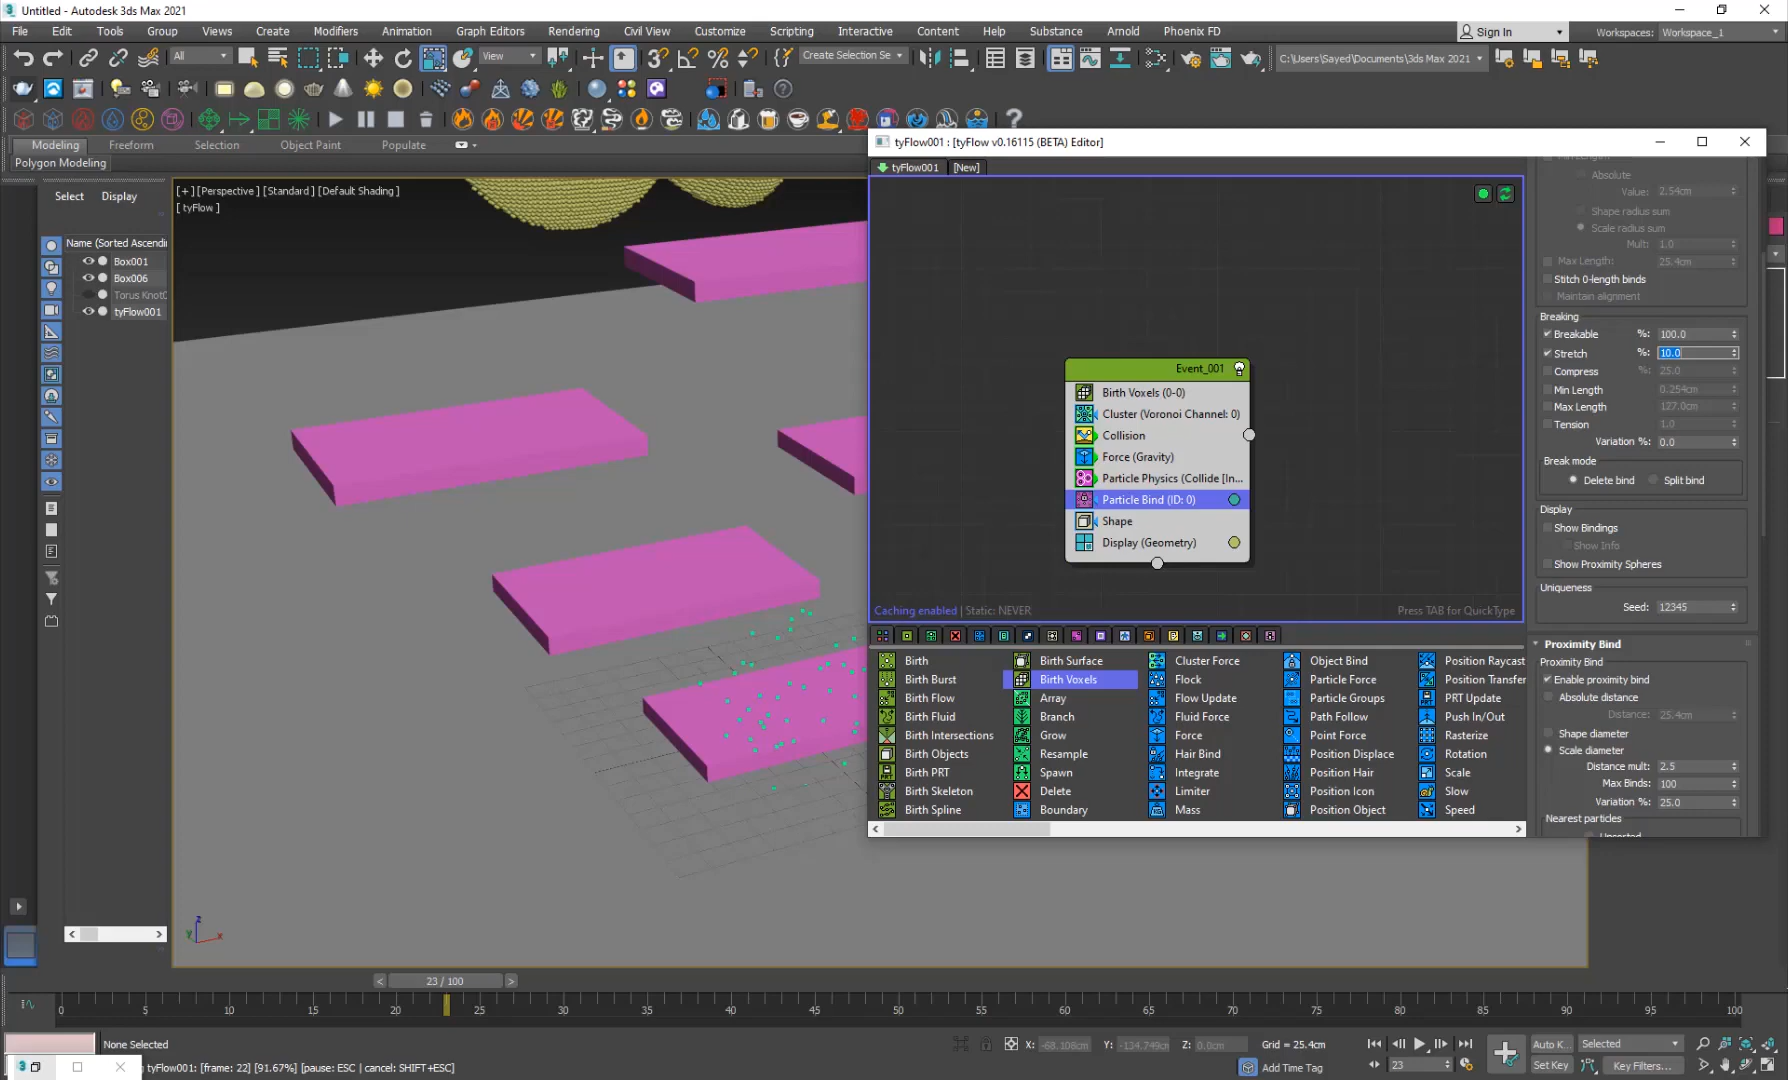 Untitled - Autodesk 3ds Max 2021
File Edit Tools Group Views Create Modifiers Animation Graph Editors Rendering Civil View Customize Scripting Interactive Content Help Substance Arnold Phoenix FD Sign In Workspaces: Workspace_1
All View Create Selection Se C:\Users\Sayed\Documents\3ds Max 2021
tyFlow001 : [tyFlow v0.16115 (BETA) Editor]
Modeling Freeform Selection Object Paint Populate
Polygon Modeling
tyFlow001 [New]
Select Display
[+] [Perspective] [Standard] [Default Shading]
[ tyFlow ]
Name (Sorted Ascendin
Box001
Box006
Torus Knot0
tyFlow001
Event_001
Birth Voxels (0-0)
Cluster (Voronoi Channel: 0)
Collision
Force (Gravity)
Particle Physics (Collide [In...
Particle Bind (ID: 0)
Shape
Display (Geometry)
Caching enabled | Static: NEVER
Press TAB for QuickType
Absolute
Value: 2.54cm
Shape radius sum
Scale radius sum
Mult: 1.0
Max Length: 25.4cm
Stitch 0-length binds
Maintain alignment
Breaking
Breakable %: 100.0
Stretch %: 10.0
Compress %: 25.0
Min Length 0.254cm
Max Length 127.0cm
Tension 1.0
Variation %: 0.0
Break mode
Delete bind Split bind
Display
Show Bindings
Show Info
Show Proximity Spheres
Uniqueness
Seed: 12345
Proximity Bind
Proximity Bind
Enable proximity bind
Absolute distance
Distance: 25.4cm
Shape diameter
Scale diameter
Distance mult: 2.5
Max Binds: 100
Variation %: 25.0
Nearest particles
Birth Birth Surface Cluster Force Object Bind Position Raycast
Birth Burst Birth Voxels Flock Particle Force Position Transfer
Birth Flow Array Flow Update Particle Groups PRT Update
Birth Fluid Branch Fluid Force Path Follow Push In/Out
Birth Intersections Grow Force Point Force Rasterize
Birth Objects Resample Hair Bind Position Displace Rotation
Birth PRT Spawn Integrate Position Hair Scale
Birth Skeleton Delete Limiter Position Icon Slow
Birth Spline Boundary Mass Position Object Speed
z
y x
< 23 / 100 >
0 5 10 15 20 25 30 35 40 45 50 55 60 65 70 75 80 85 90 95 100
None Selected
X: -68.108cm Y: -134.749cm Z: 0.0cm Grid = 25.4cm
Auto K... Selected
tyFlow001: [frame: 22] [91.67%] [pause: ESC | cancel: SHIFT+ESC]
Add Time Tag
23
Set Key Key Filters...